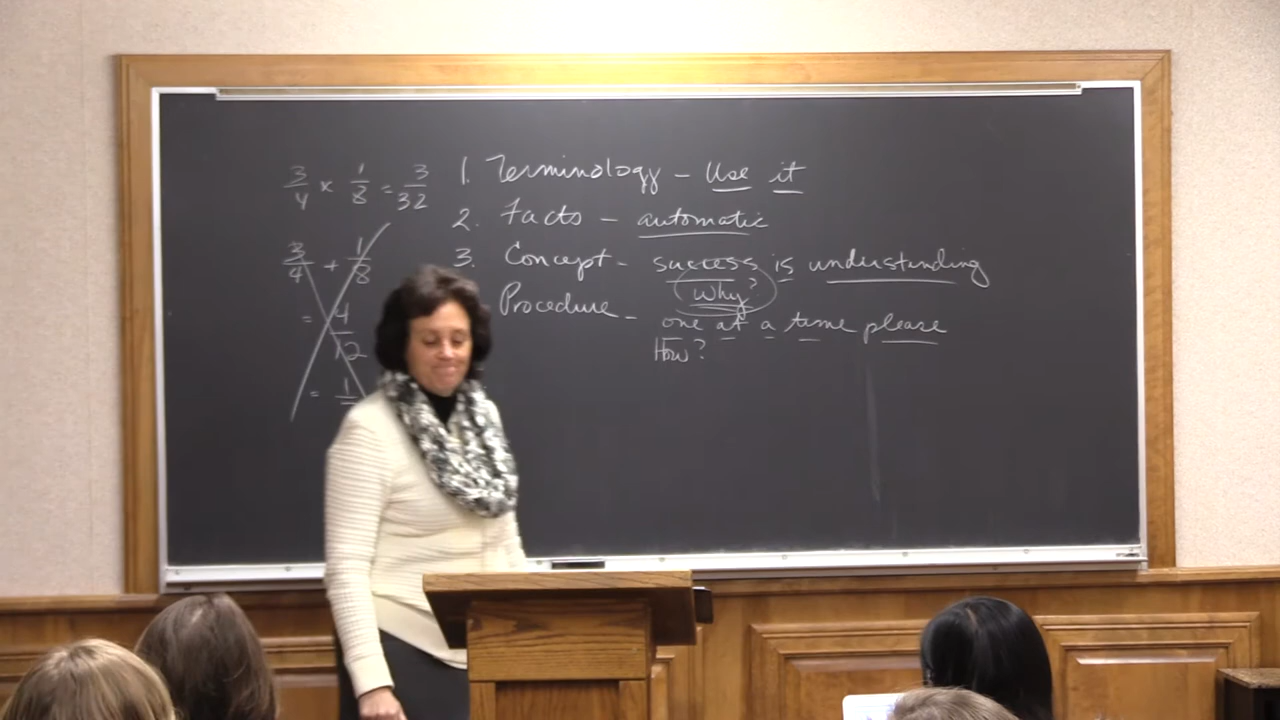 3/4 × 1/8 = 3/32
3/4 + 1/8
= 4/12
= 1
1. Terminology – Use it
2. Facts – automatic
3. Concept – success is understanding
Why?
Procedure – one at a time please
How?